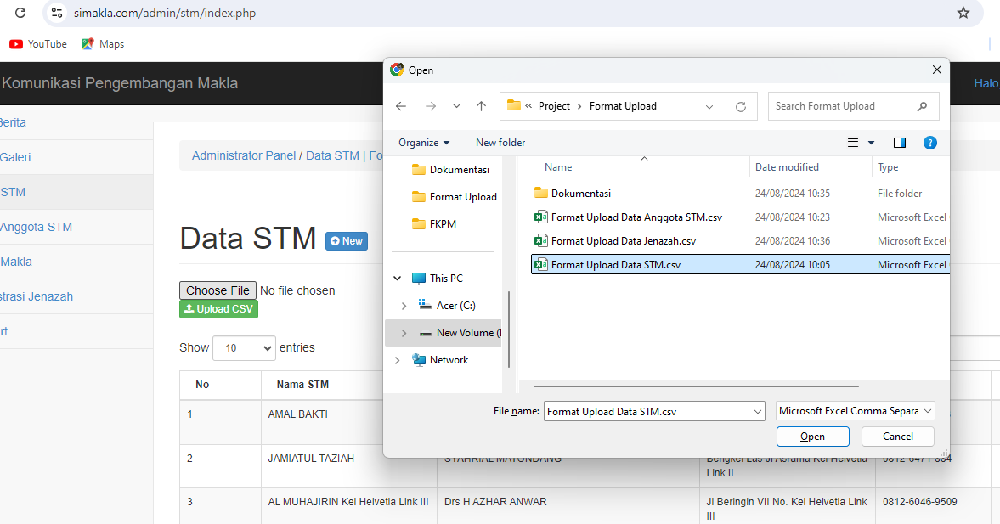 simakla.com/admin/stm/index.php
YouTube Maps
Komunikasi Pengembangan Makla
Halo
Berita
Galeri
STM
Anggota STM
Makla
strasi Jenazah
rt
Administrator Panel / Data STM | Fo
Data STM New
Choose File No file chosen
Upload CSV
Show 10 entries
No Nama STM
1 AMAL BAKTI
2 JAMIATUL TAZIAH SYAHRIAL MATONDANG Bengkel Las Jl Asrama Kel Helvetia 0812-6471-884
Link II
3 AL MUHAJIRIN Kel Helvetia Link III Drs H AZHAR ANWAR Jl Beringin VII No. Kel Helvetia Link 0812-6046-9509
III
Open
« Project › Format Upload
Search Format Upload
Organize New folder
Dokumentasi
Format Upload
FKPM
This PC
Acer (C:)
New Volume (
Network
Name Date modified Type
Dokumentasi 24/08/2024 10:35 File folder
Format Upload Data Anggota STM.csv 24/08/2024 10:23 Microsoft Excel
Format Upload Data Jenazah.csv 24/08/2024 10:36 Microsoft Excel
Format Upload Data STM.csv 24/08/2024 10:05 Microsoft Excel
File name: Format Upload Data STM.csv Microsoft Excel Comma Separa
Open Cancel